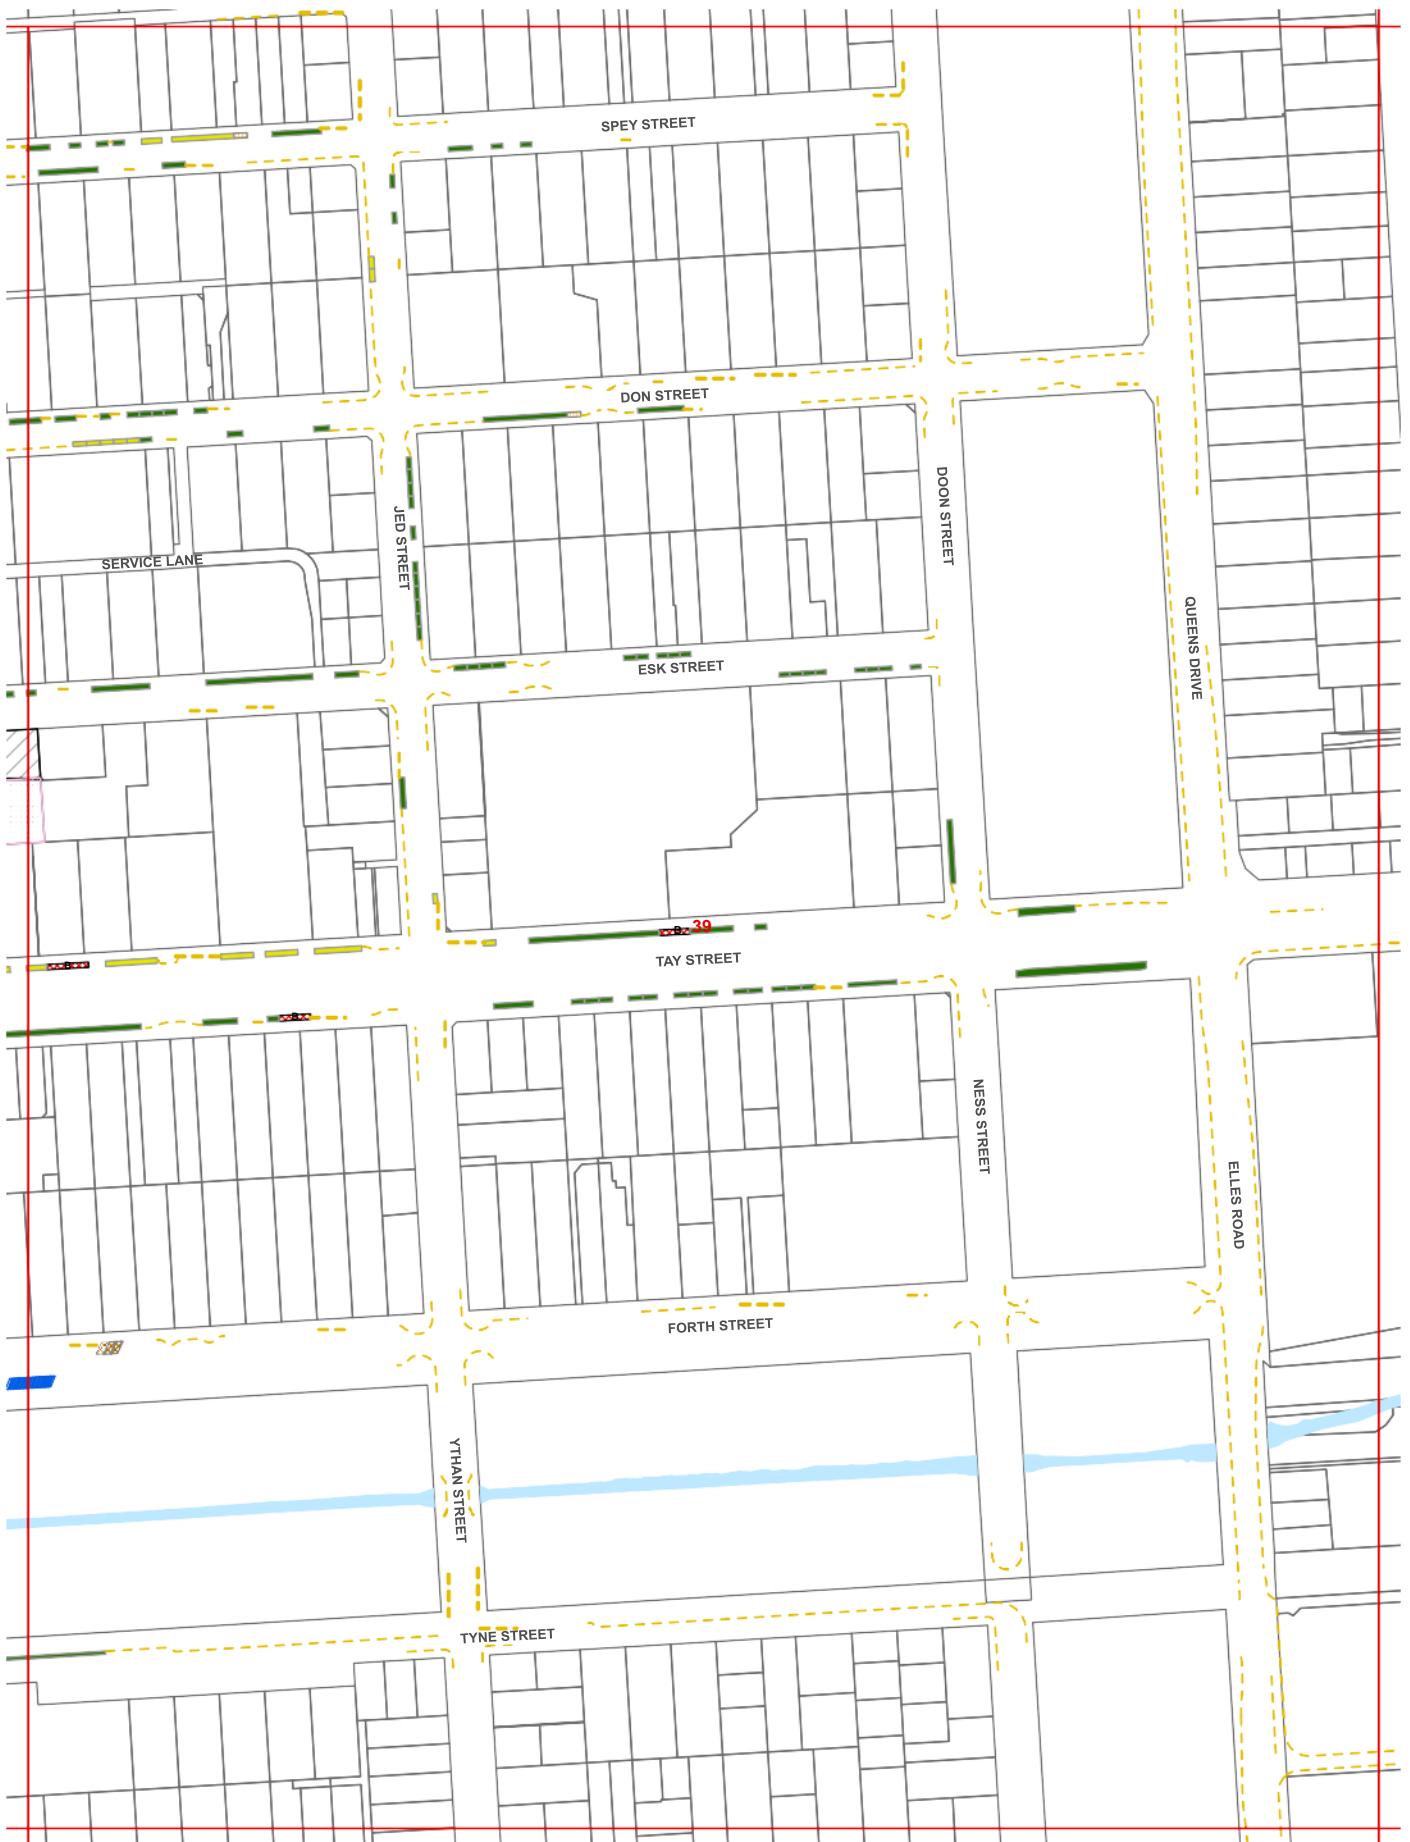 SPEY STREET
DON STREET
DOON STREET
JED STREET
SERVICE LANE
QUEENS DRIVE
ESK STREET
B 39
TAY STREET
B
B
NESS STREET
ELLES ROAD
FORTH STREET
YTHAN STREET
TYNE STREET